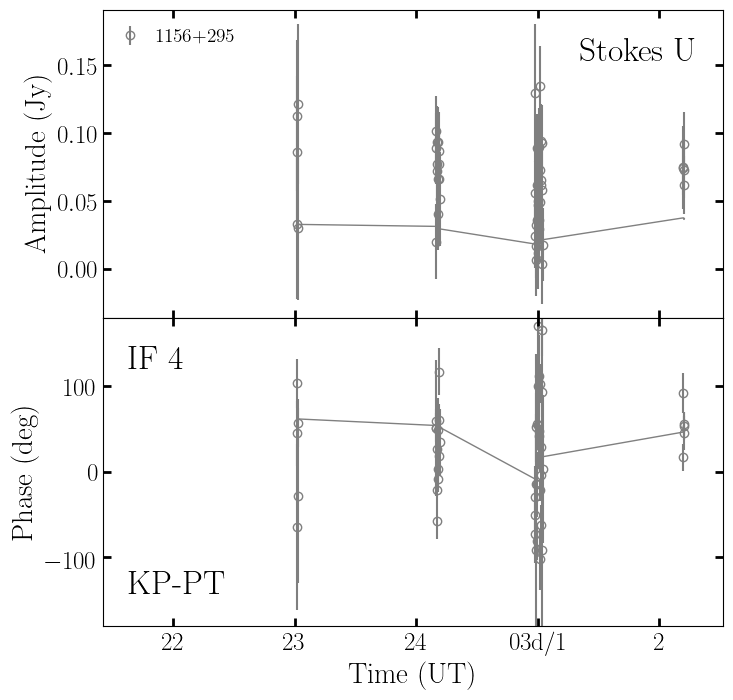 1156+295
Stokes U
0.15
0.10
0.05
0.00
Amplitude (Jy)
IF 4
100
0
−100
Phase (deg)
KP-PT
22 23 24 03d/1 2
Time (UT)